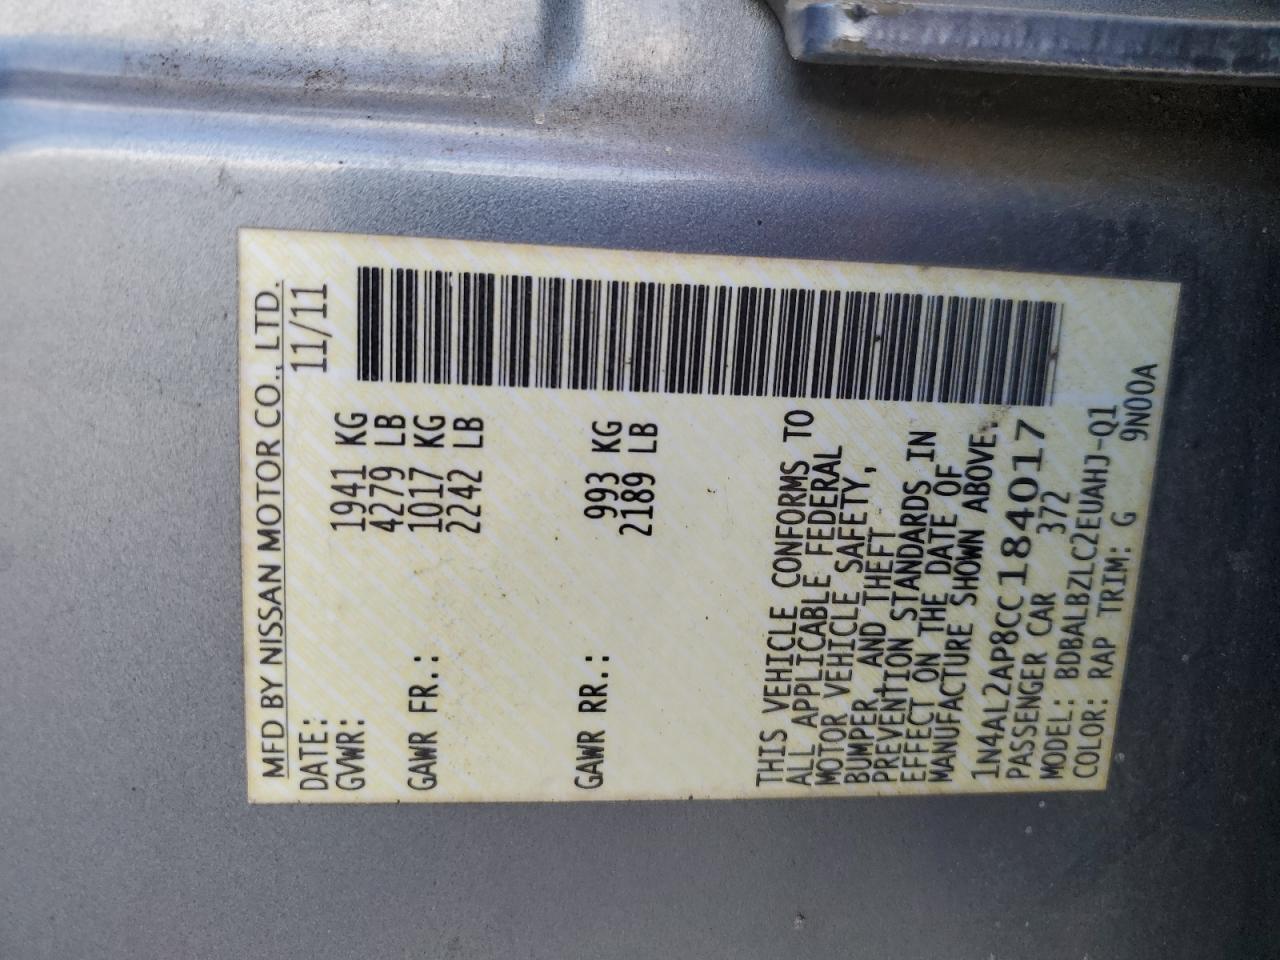 MFD BY NISSAN MOTOR CO., LTD.
DATE: 11/11
GVWR: 1941 KG
4279 LB
GAWR FR.: 1017 KG
2242 LB
GAWR RR.: 993 KG
2189 LB
THIS VEHICLE CONFORMS TO
ALL APPLICABLE FEDERAL
MOTOR VEHICLE SAFETY,
BUMPER, AND THEFT
PREVENTION STANDARDS IN
EFFECT ON THE DATE OF
MANUFACTURE SHOWN ABOVE.
1N4AL2AP8CC184017
PASSENGER CAR 372
MODEL: BDBALBZLC2EUAHJ-Q1
COLOR: RAP TRIM: G 9N00A